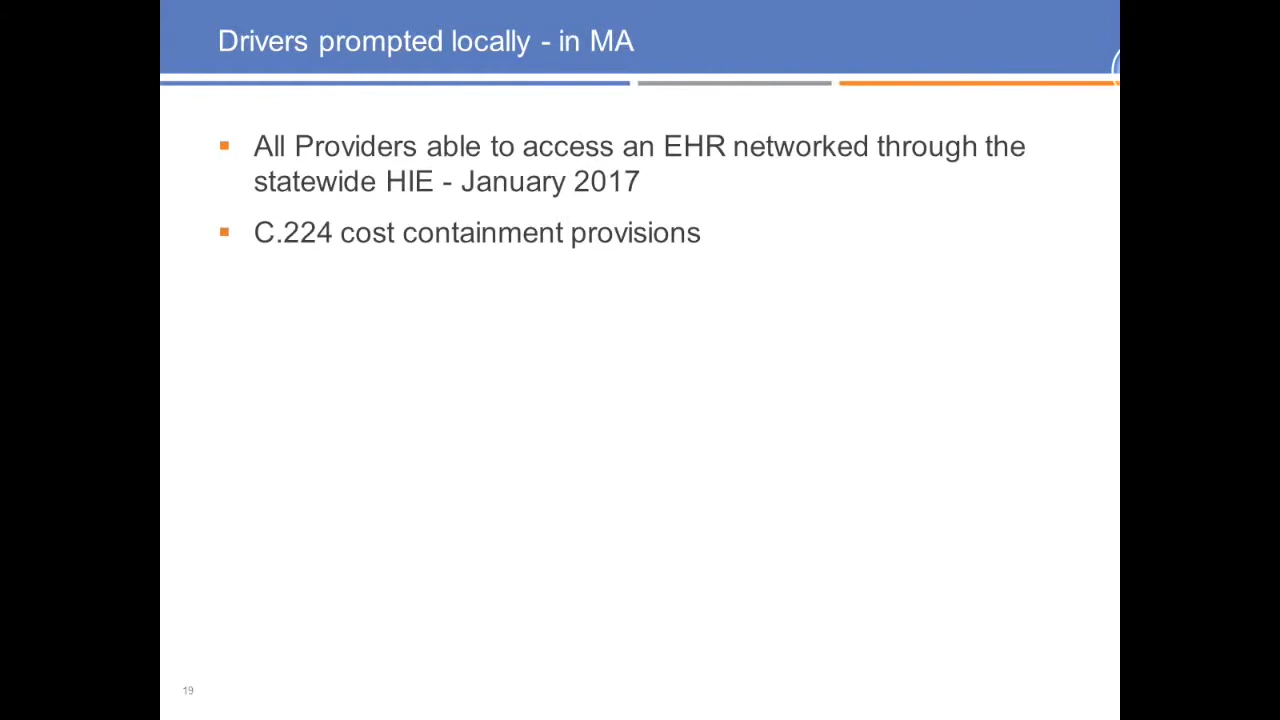 Drivers prompted locally - in MA
All Providers able to access an EHR networked through the
statewide HIE - January 2017
C.224 cost containment provisions
19